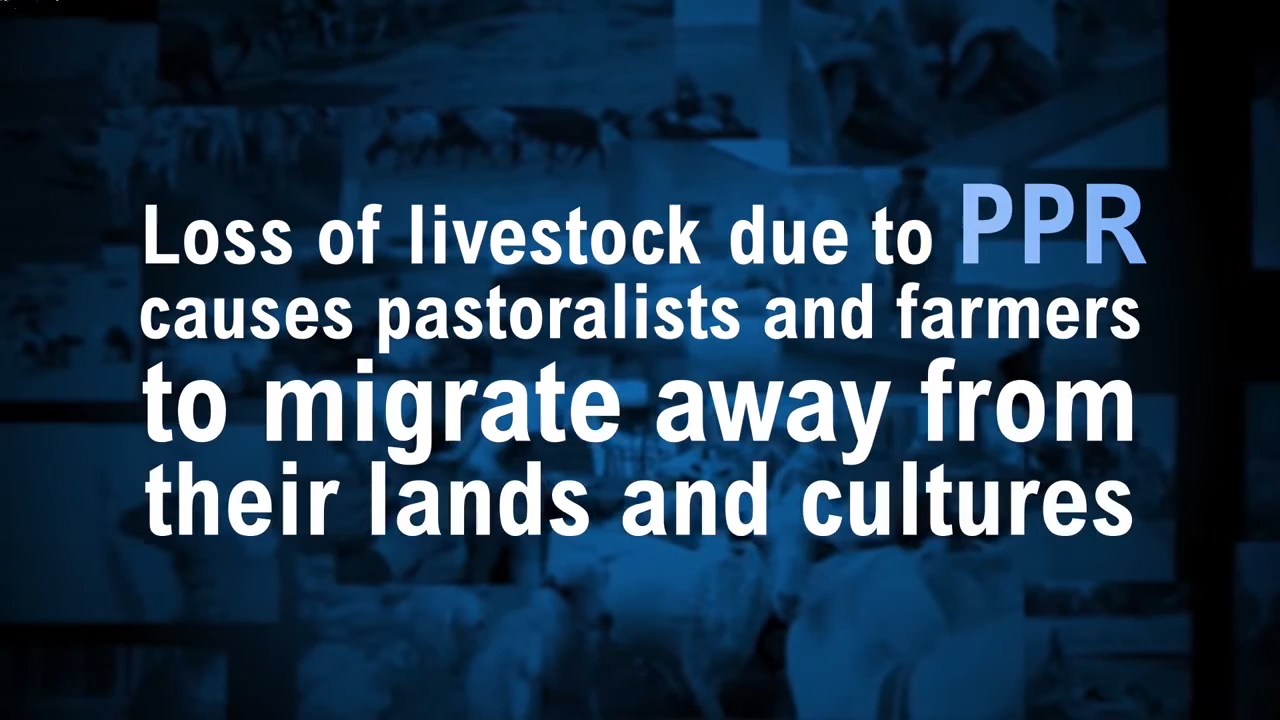 Loss of livestock due to PPR
causes pastoralists and farmers
to migrate away from
their lands and cultures